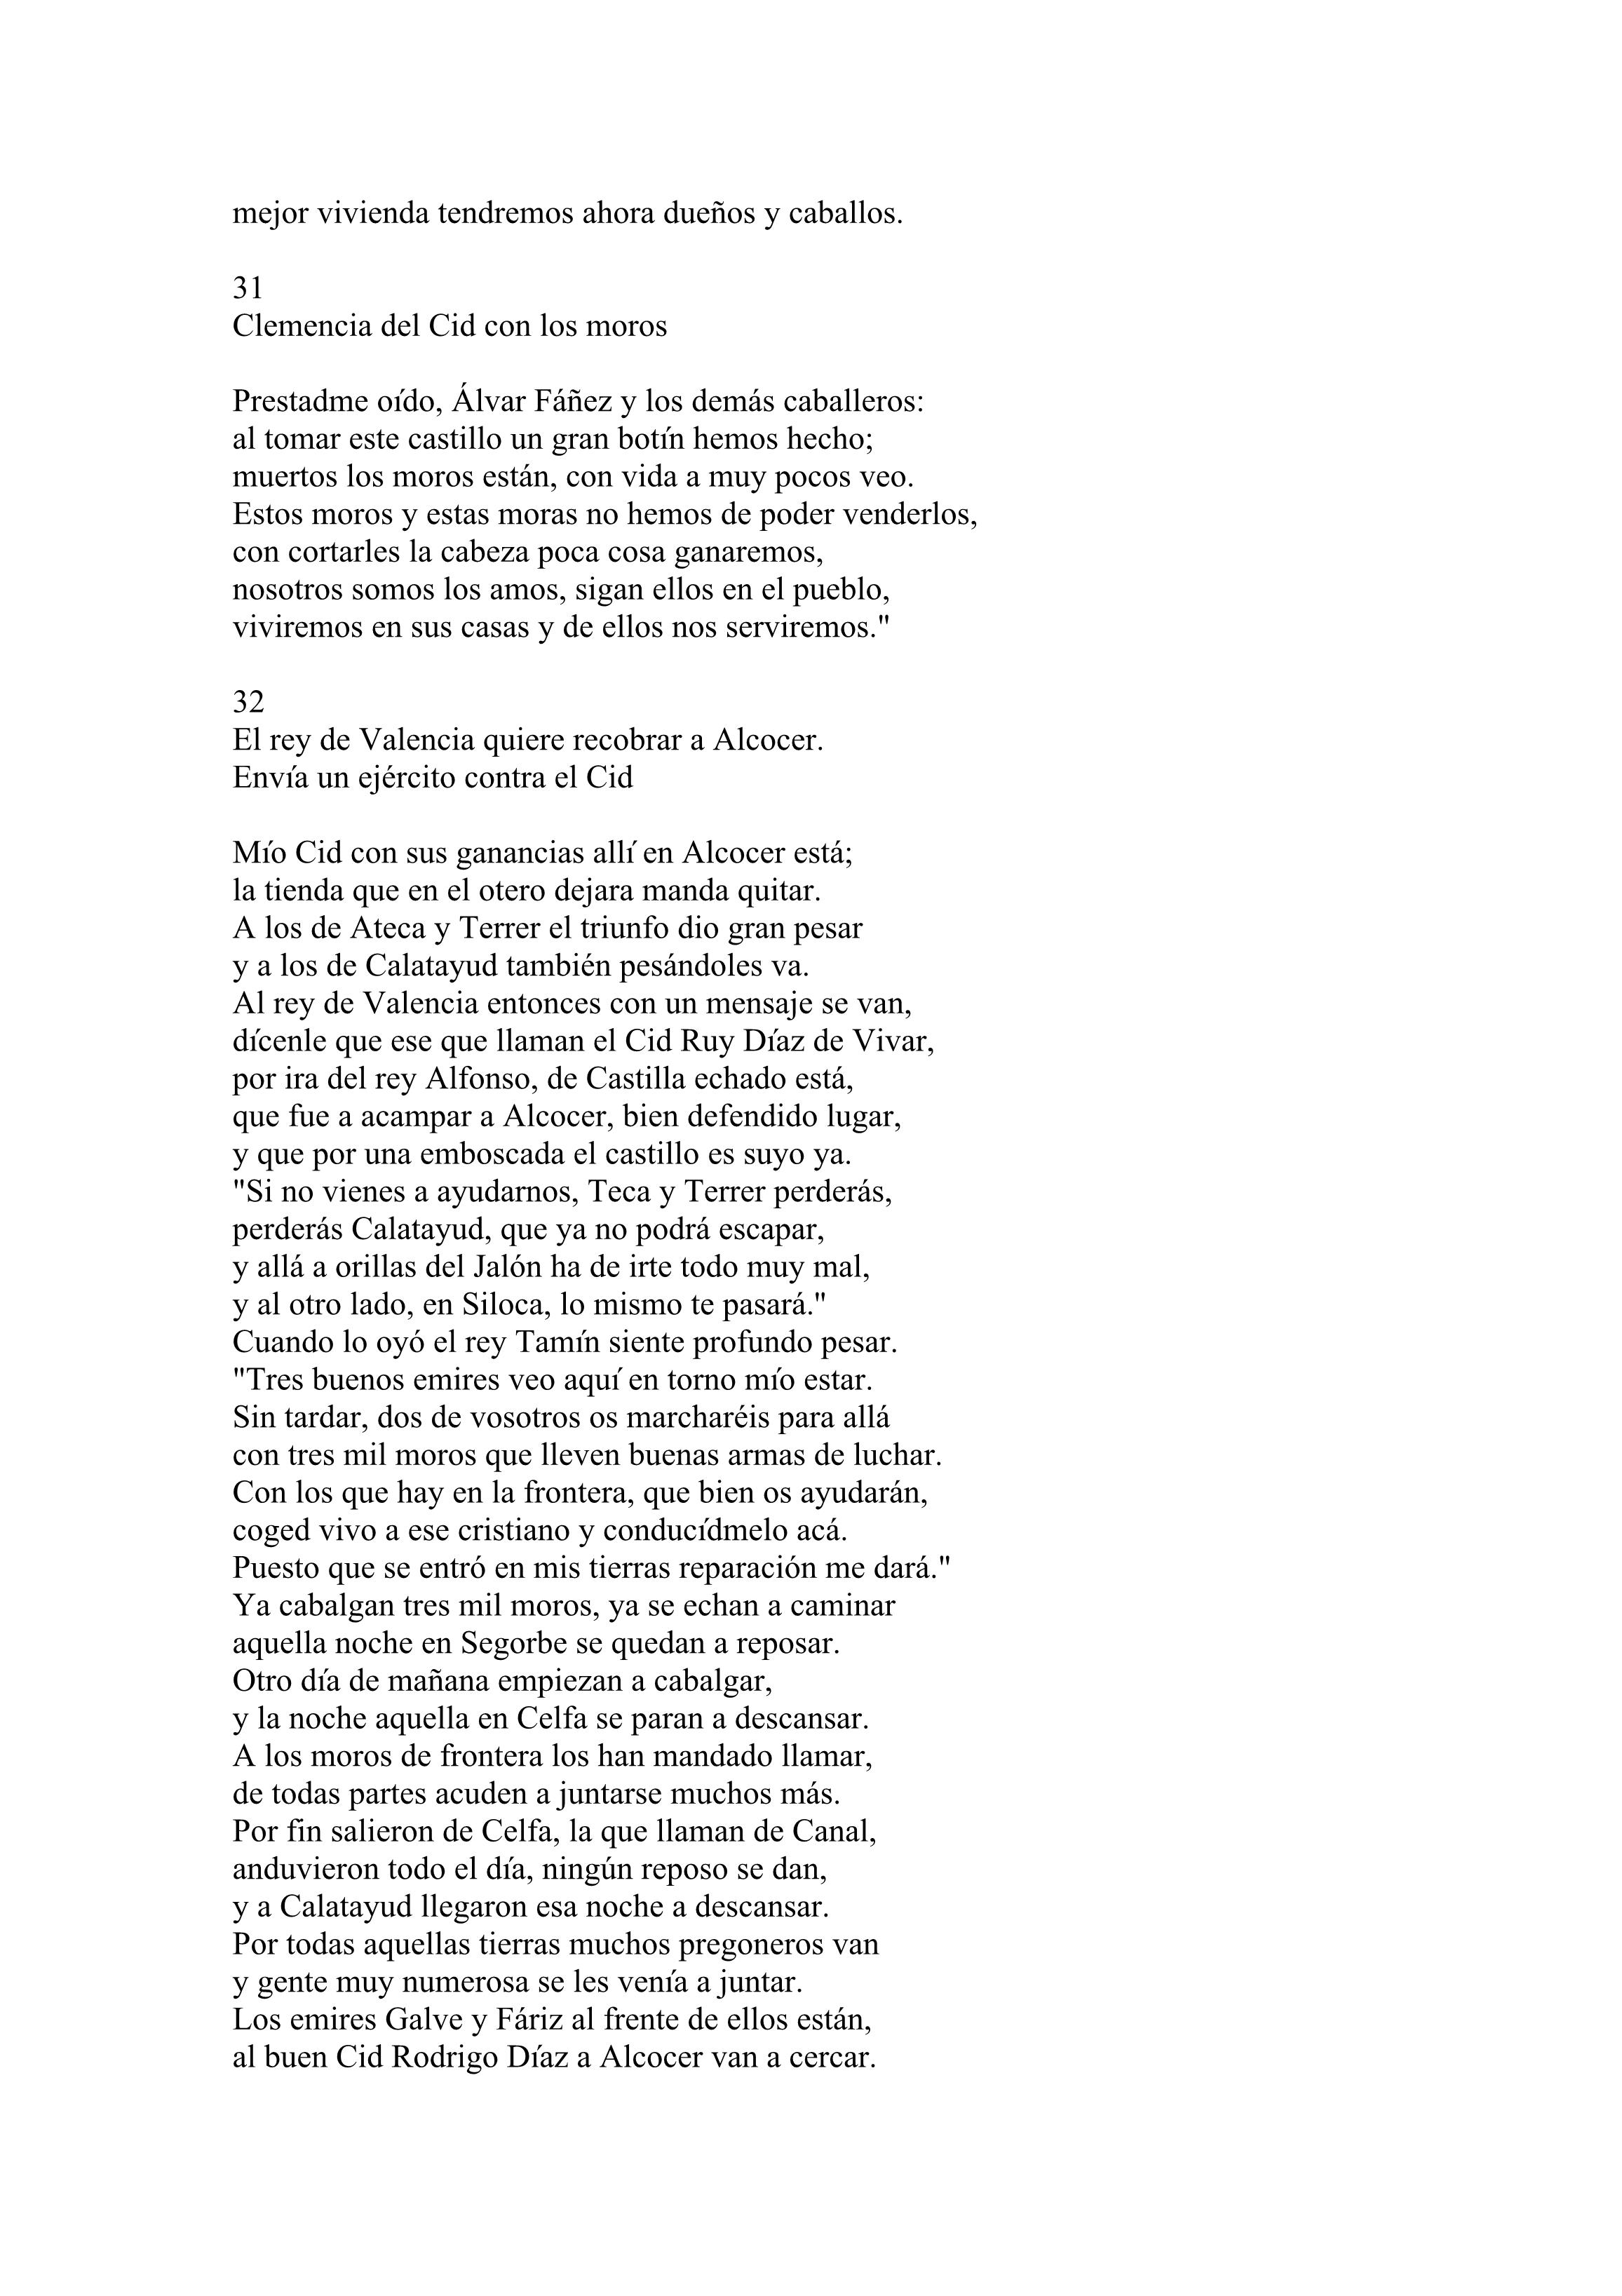 mejor vivienda tendremos ahora dueños y caballos.
31
Clemencia del Cid con los moros
Prestadme oído, Álvar Fáñez y los demás caballeros:
al tomar este castillo un gran botín hemos hecho;
muertos los moros están, con vida a muy pocos veo.
Estos moros y estas moras no hemos de poder venderlos,
con cortarles la cabeza poca cosa ganaremos,
nosotros somos los amos, sigan ellos en el pueblo,
viviremos en sus casas y de ellos nos serviremos."
32
El rey de Valencia quiere recobrar a Alcocer.
Envía un ejército contra el Cid
Mío Cid con sus ganancias allí en Alcocer está;
la tienda que en el otero dejara manda quitar.
A los de Ateca y Terrer el triunfo dio gran pesar
y a los de Calatayud también pesándoles va.
Al rey de Valencia entonces con un mensaje se van,
dícenle que ese que llaman el Cid Ruy Díaz de Vivar,
por ira del rey Alfonso, de Castilla echado está,
que fue a acampar a Alcocer, bien defendido lugar,
y que por una emboscada el castillo es suyo ya.
"Si no vienes a ayudarnos, Teca y Terrer perderás,
perderás Calatayud, que ya no podrá escapar,
y allá a orillas del Jalón ha de irte todo muy mal,
y al otro lado, en Siloca, lo mismo te pasará."
Cuando lo oyó el rey Tamín siente profundo pesar.
"Tres buenos emires veo aquí en torno mío estar.
Sin tardar, dos de vosotros os marcharéis para allá
con tres mil moros que lleven buenas armas de luchar.
Con los que hay en la frontera, que bien os ayudarán,
coged vivo a ese cristiano y conducídmelo acá.
Puesto que se entró en mis tierras reparación me dará."
Ya cabalgan tres mil moros, ya se echan a caminar
aquella noche en Segorbe se quedan a reposar.
Otro día de mañana empiezan a cabalgar,
y la noche aquella en Celfa se paran a descansar.
A los moros de frontera los han mandado llamar,
de todas partes acuden a juntarse muchos más.
Por fin salieron de Celfa, la que llaman de Canal,
anduvieron todo el día, ningún reposo se dan,
y a Calatayud llegaron esa noche a descansar.
Por todas aquellas tierras muchos pregoneros van
y gente muy numerosa se les venía a juntar.
Los emires Galve y Fáriz al frente de ellos están,
al buen Cid Rodrigo Díaz a Alcocer van a cercar.